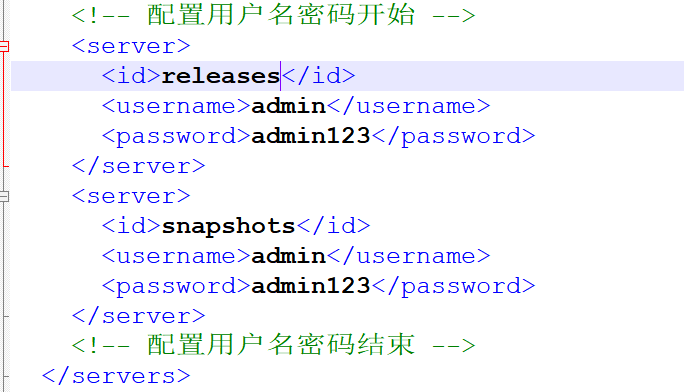 <!-- 配置用户名密码开始 -->
<server>
<id>releases</id>
<username>admin</username>
<password>admin123</password>
</server>
<server>
<id>snapshots</id>
<username>admin</username>
<password>admin123</password>
</server>
<!-- 配置用户名密码结束 -->
</servers>